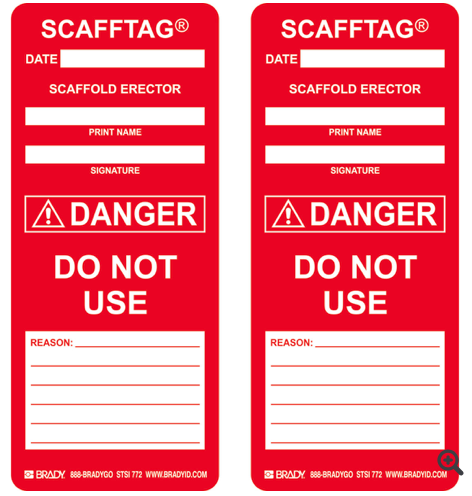 SCAFFTAG®
DATE
SCAFFOLD ERECTOR
PRINT NAME
SIGNATURE
DANGER
DO NOT
USE
REASON:
BRADY. 888-BRADYGO STSI 772 WWW.BRADYID.COM
SCAFFTAG®
DATE
SCAFFOLD ERECTOR
PRINT NAME
SIGNATURE
DANGER
DO NOT
USE
REASON:
BRADY. 888-BRADYGO STSI 772 WWW.BRADYID.COM